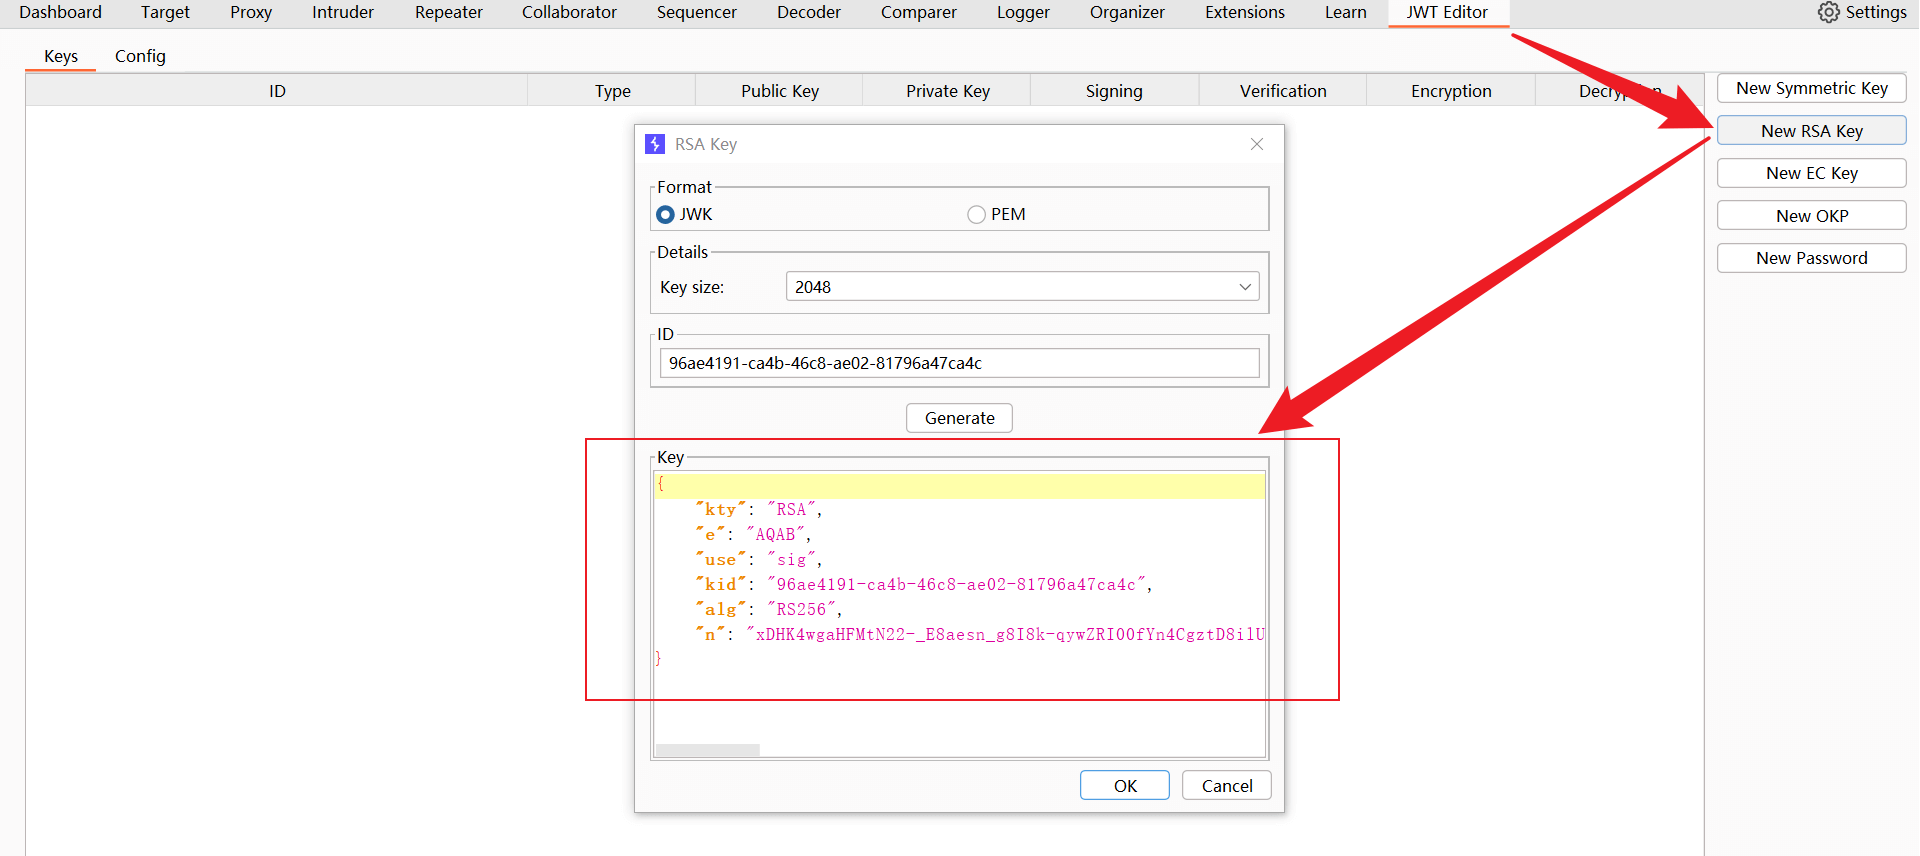 Dashboard Target Proxy Intruder Repeater Collaborator Sequencer Decoder Comparer Logger Organizer Extensions Learn JWT Editor Settings
Keys Config
ID Type Public Key Private Key Signing Verification Encryption Decryption
New Symmetric Key
New RSA Key
New EC Key
New OKP
New Password
RSA Key
Format
JWK PEM
Details
Key size: 2048
ID
96ae4191-ca4b-46c8-ae02-81796a47ca4c
Generate
Key
{
"kty": "RSA",
"e": "AQAB",
"use": "sig",
"kid": "96ae4191-ca4b-46c8-ae02-81796a47ca4c",
"alg": "RS256",
"n": "xDHK4wgaHFMtN22-_E8aesn_g8I8k-qywZRI00fYn4CgztD8ilU
}
OK Cancel